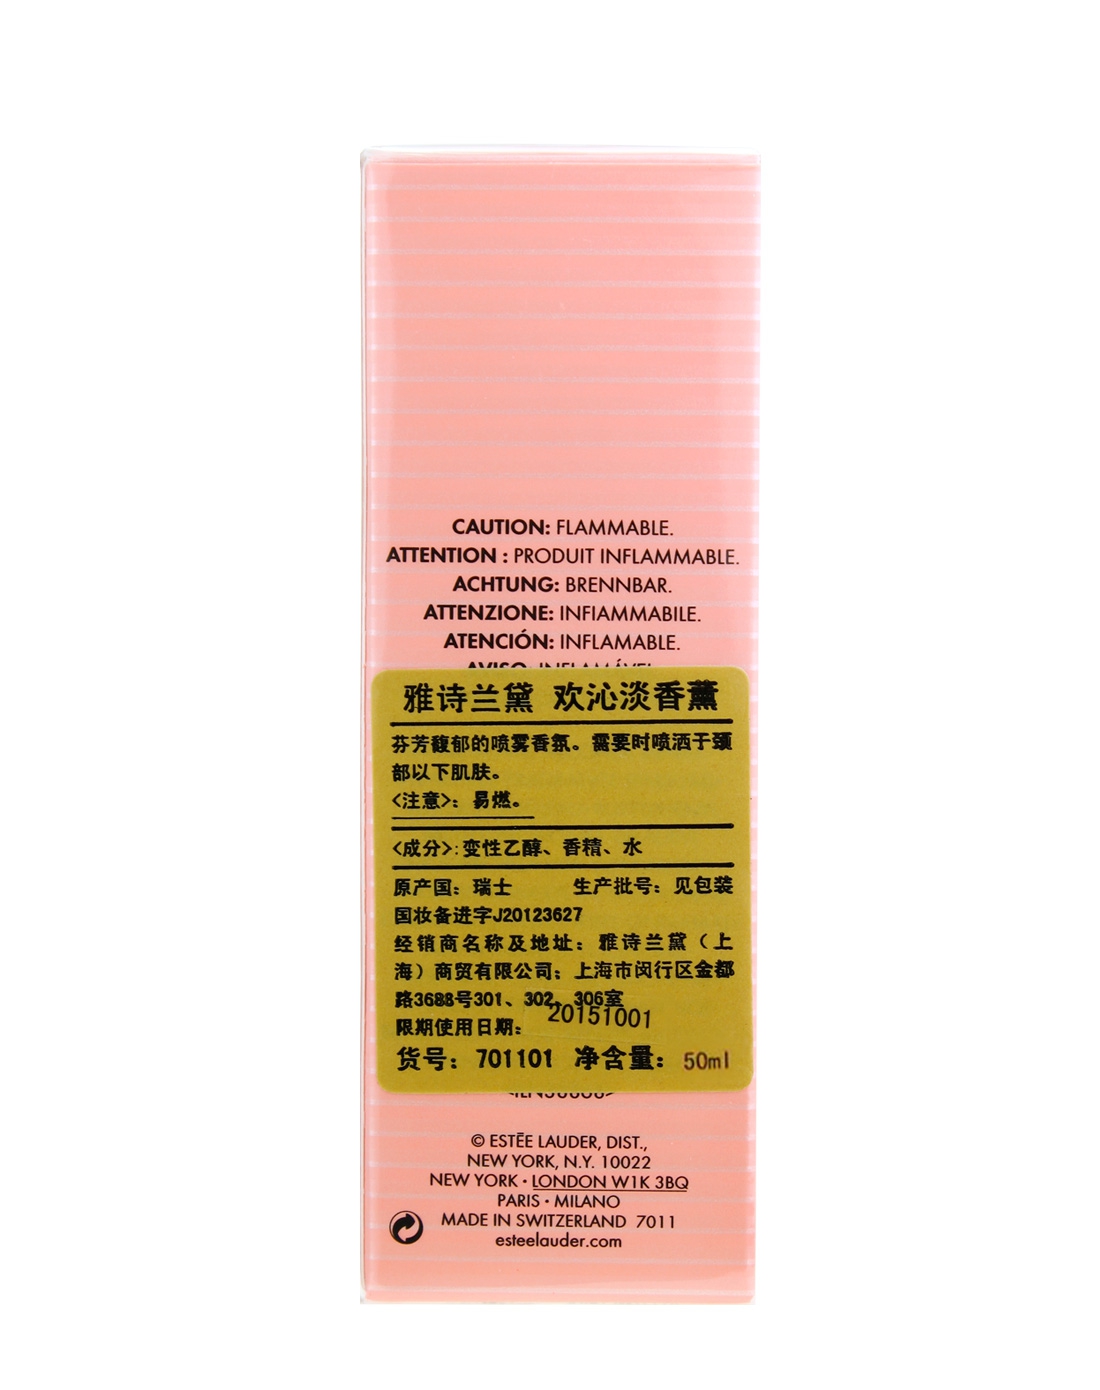 CAUTION: FLAMMABLE.
ATTENTION : PRODUIT INFLAMMABLE.
ACHTUNG: BRENNBAR.
ATTENZIONE: INFIAMMABILE.
ATENCIÓN: INFLAMABLE.
AVISO: INFLAMÁVEL
雅诗兰黛 欢沁淡香薰
芬芳馥郁的喷雾香氛。需要时喷洒于颈
部以下肌肤。
<注意>：易燃。
<成分>:变性乙醇、香精、水
原产国：瑞士 生产批号：见包装
国妆备进字J20123627
经销商名称及地址：雅诗兰黛（上
海）商贸有限公司；上海市闵行区金都
路3688号301、302、306室
限期使用日期： 20151001
货号：701101 净含量：50ml
© ESTĒE LAUDER, DIST.,
NEW YORK, N.Y. 10022
NEW YORK · LONDON W1K 3BQ
PARIS · MILANO
MADE IN SWITZERLAND 7011
esteelauder.com